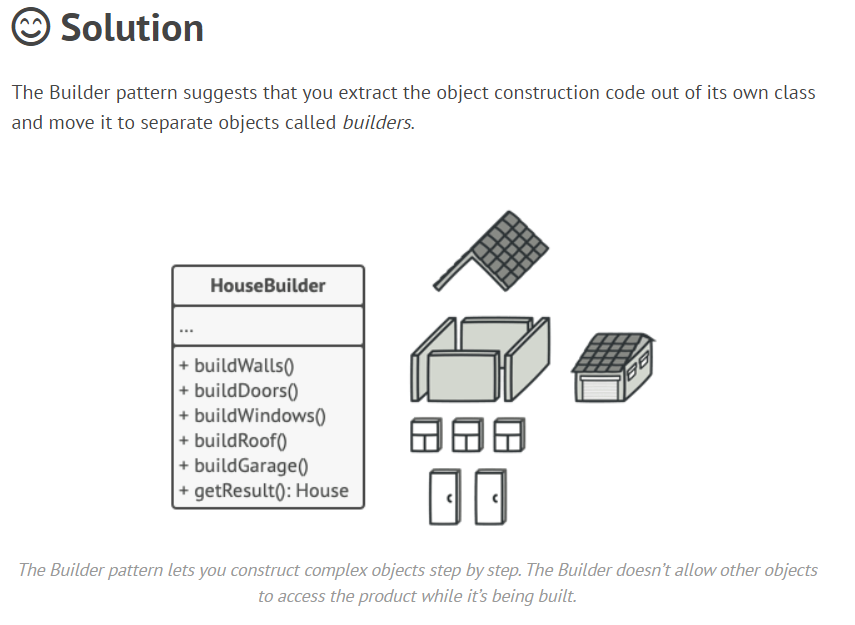 Solution
The Builder pattern suggests that you extract the object construction code out of its own class
and move it to separate objects called builders.
HouseBuilder
...
+ buildWalls()
+ buildDoors()
+ buildWindows()
+ buildRoof()
+ buildGarage()
+ getResult(): House
The Builder pattern lets you construct complex objects step by step. The Builder doesn’t allow other objects
to access the product while it’s being built.